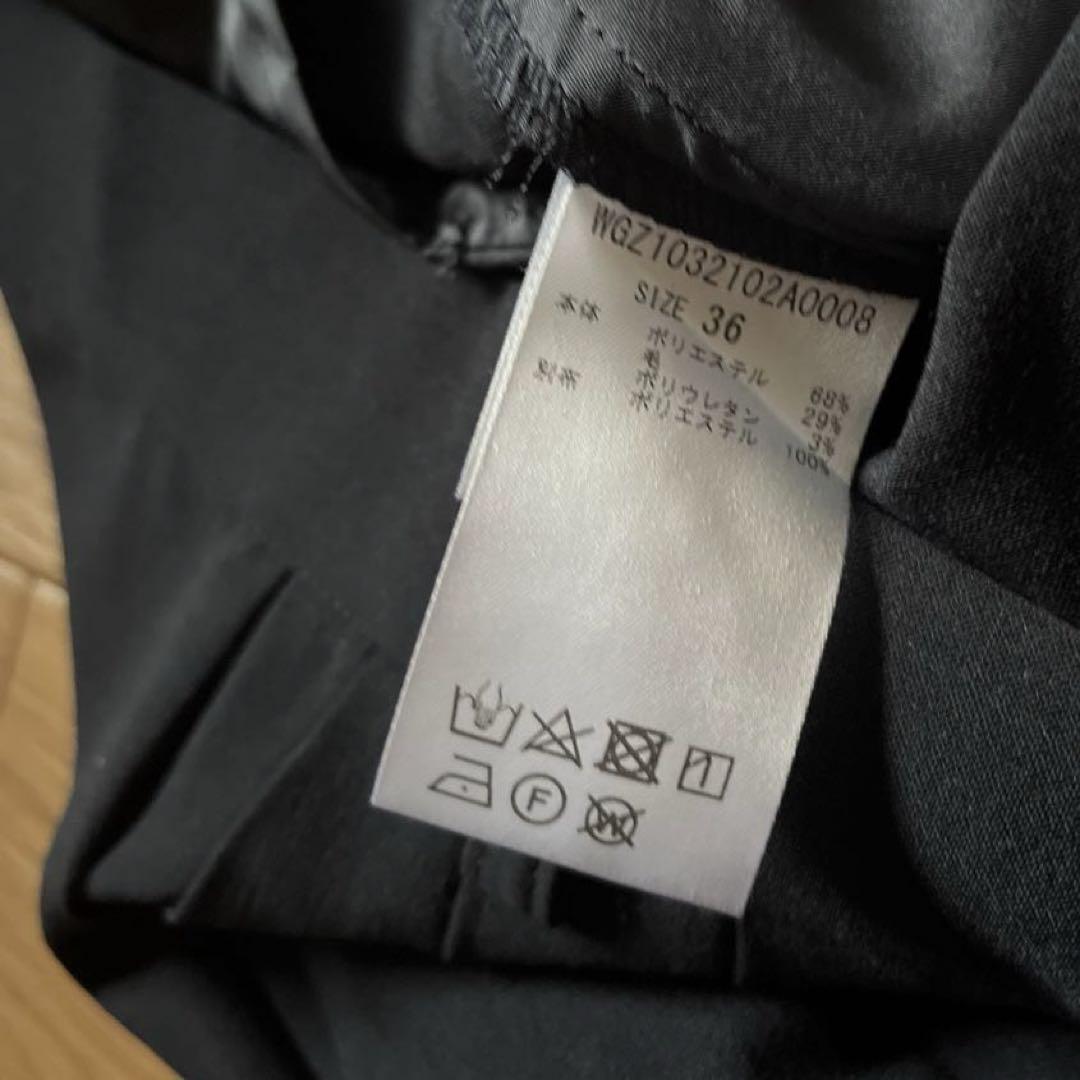 WGZ1032102A0008
SIZE 36
本体 ポリエステル 68%
毛 29%
ポリウレタン 3%
別布 ポリエステル 100%
F
W